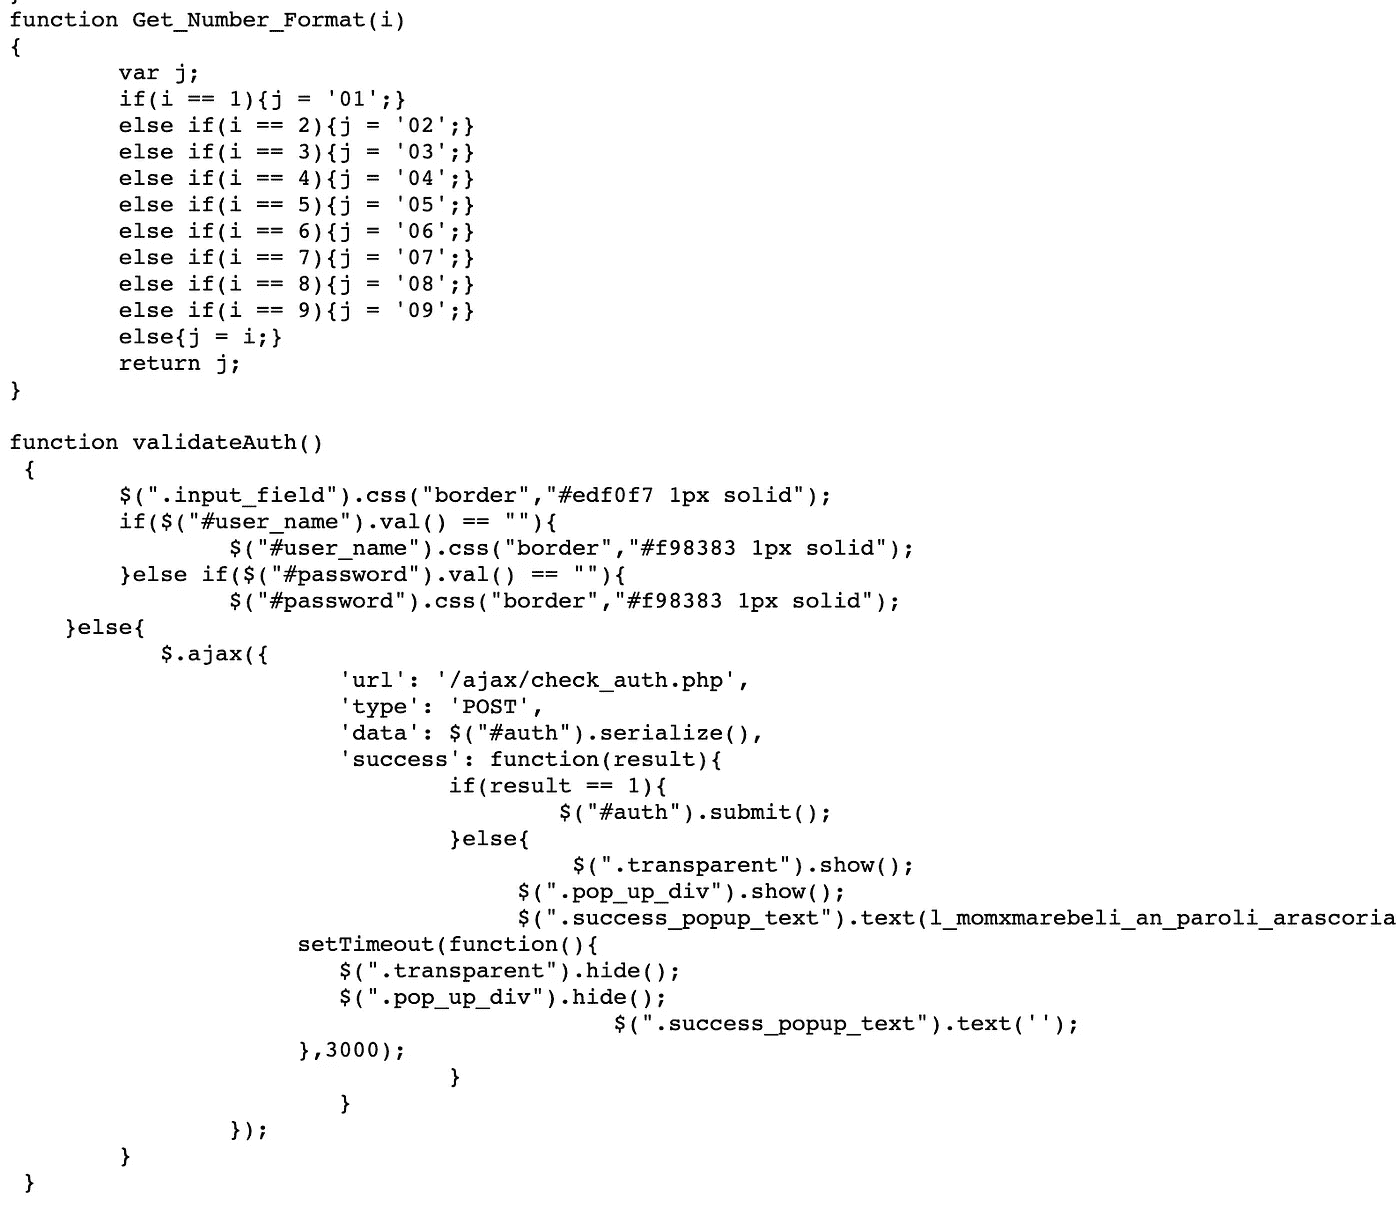 }
function Get_Number_Format(i)
{
var j;
if(i == 1){j = '01';}
else if(i == 2){j = '02';}
else if(i == 3){j = '03';}
else if(i == 4){j = '04';}
else if(i == 5){j = '05';}
else if(i == 6){j = '06';}
else if(i == 7){j = '07';}
else if(i == 8){j = '08';}
else if(i == 9){j = '09';}
else{j = i;}
return j;
}
function validateAuth()
{
$(".input_field").css("border","#edf0f7 1px solid");
if($("#user_name").val() == ""){
$("#user_name").css("border","#f98383 1px solid");
}else if($("#password").val() == ""){
$("#password").css("border","#f98383 1px solid");
}else{
$.ajax({
'url': '/ajax/check_auth.php',
'type': 'POST',
'data': $("#auth").serialize(),
'success': function(result){
if(result == 1){
$("#auth").submit();
}else{
$(".transparent").show();
$(".pop_up_div").show();
$(".success_popup_text").text(l_momxmarebeli_an_paroli_arascoria
setTimeout(function(){
$(".transparent").hide();
$(".pop_up_div").hide();
$(".success_popup_text").text('');
},3000);
}
}
});
}
}